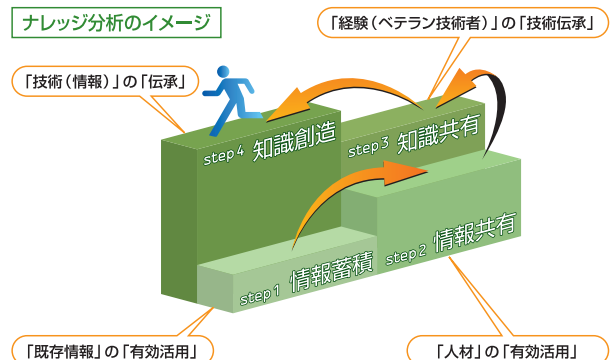 ナレッジ分析のイメージ
「経験（ベテラン技術者）」の「技術伝承」
「技術（情報）」の「伝承」
step4 知識創造
step3 知識共有
step2 情報共有
step1 情報蓄積
「既存情報」の「有効活用」
「人材」の「有効活用」